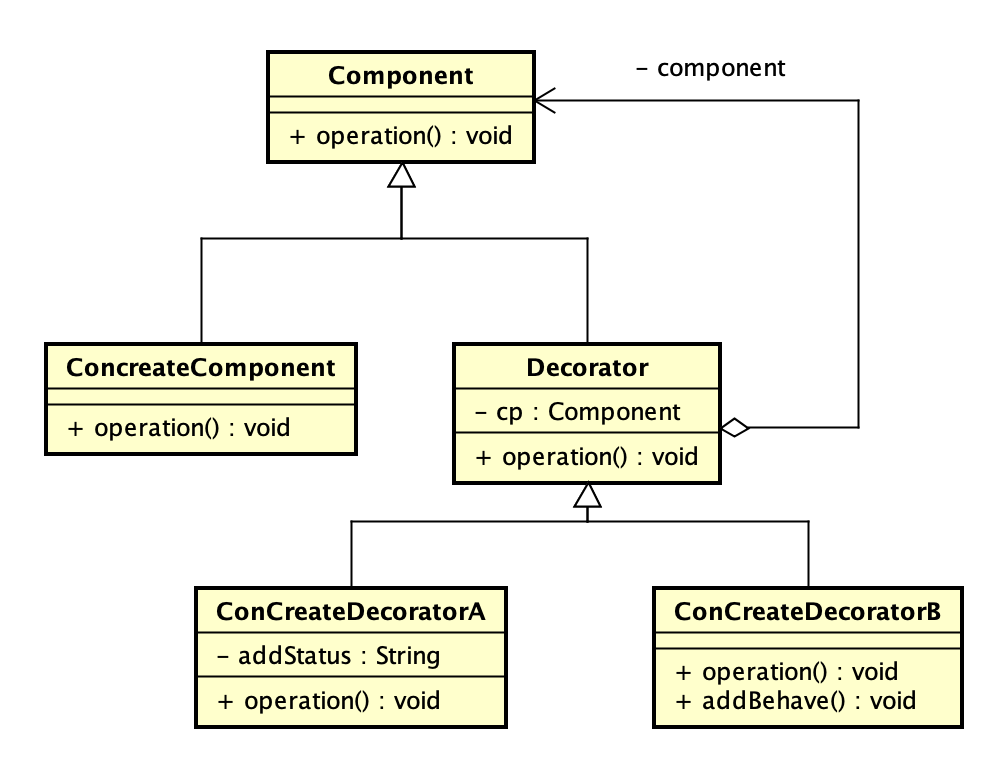 Component
+ operation() : void
- component
ConcreateComponent
+ operation() : void
Decorator
- cp : Component
+ operation() : void
ConCreateDecoratorA
- addStatus : String
+ operation() : void
ConCreateDecoratorB
+ operation() : void
+ addBehave() : void